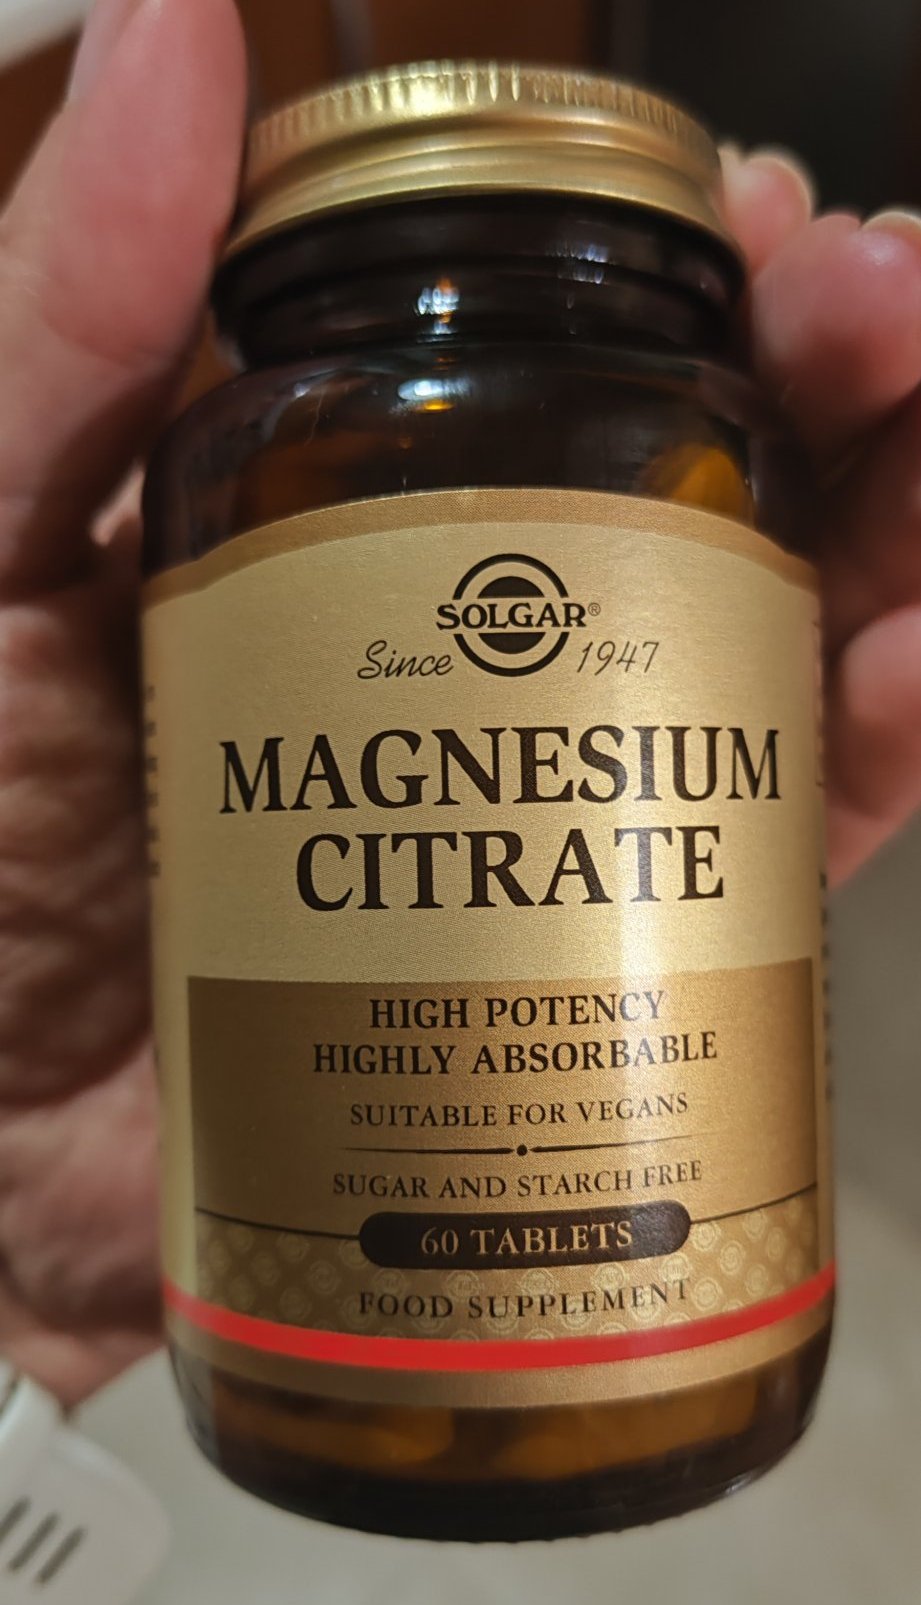 SOLGAR®
Since 1947
MAGNESIUM
CITRATE
HIGH POTENCY
HIGHLY ABSORBABLE
SUITABLE FOR VEGANS
SUGAR AND STARCH FREE
60 TABLETS
FOOD SUPPLEMENT